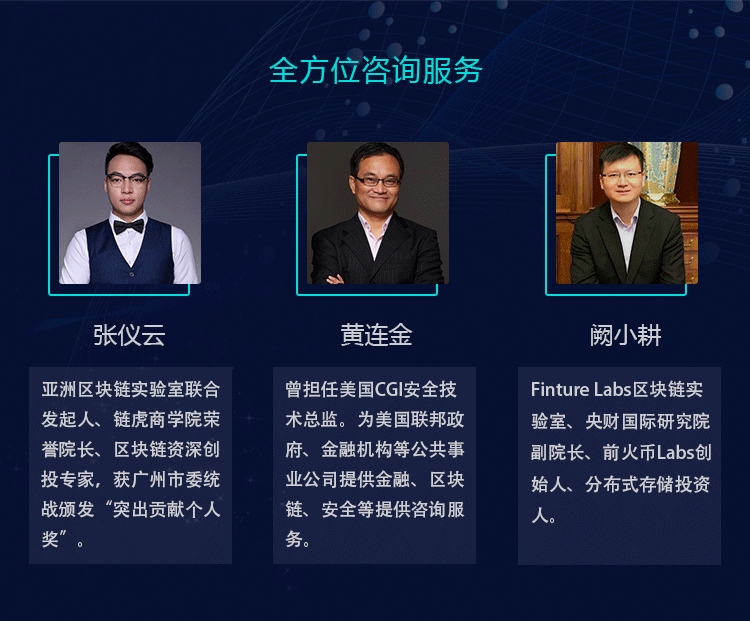 全方位咨询服务
张仪云
亚洲区块链实验室联合
发起人、链虎商学院荣
誉院长、区块链资深创
投专家，获广州市委统
战颁发“突出贡献个人
奖”。
黄连金
曾担任美国CGI安全技
术总监。为美国联邦政
府、金融机构等公共事
业公司提供金融、区块
链、安全等提供咨询服
务。
阙小耕
Finture Labs区块链实
验室、央财国际研究院
副院长、前火币Labs创
始人、分布式存储投资
人。